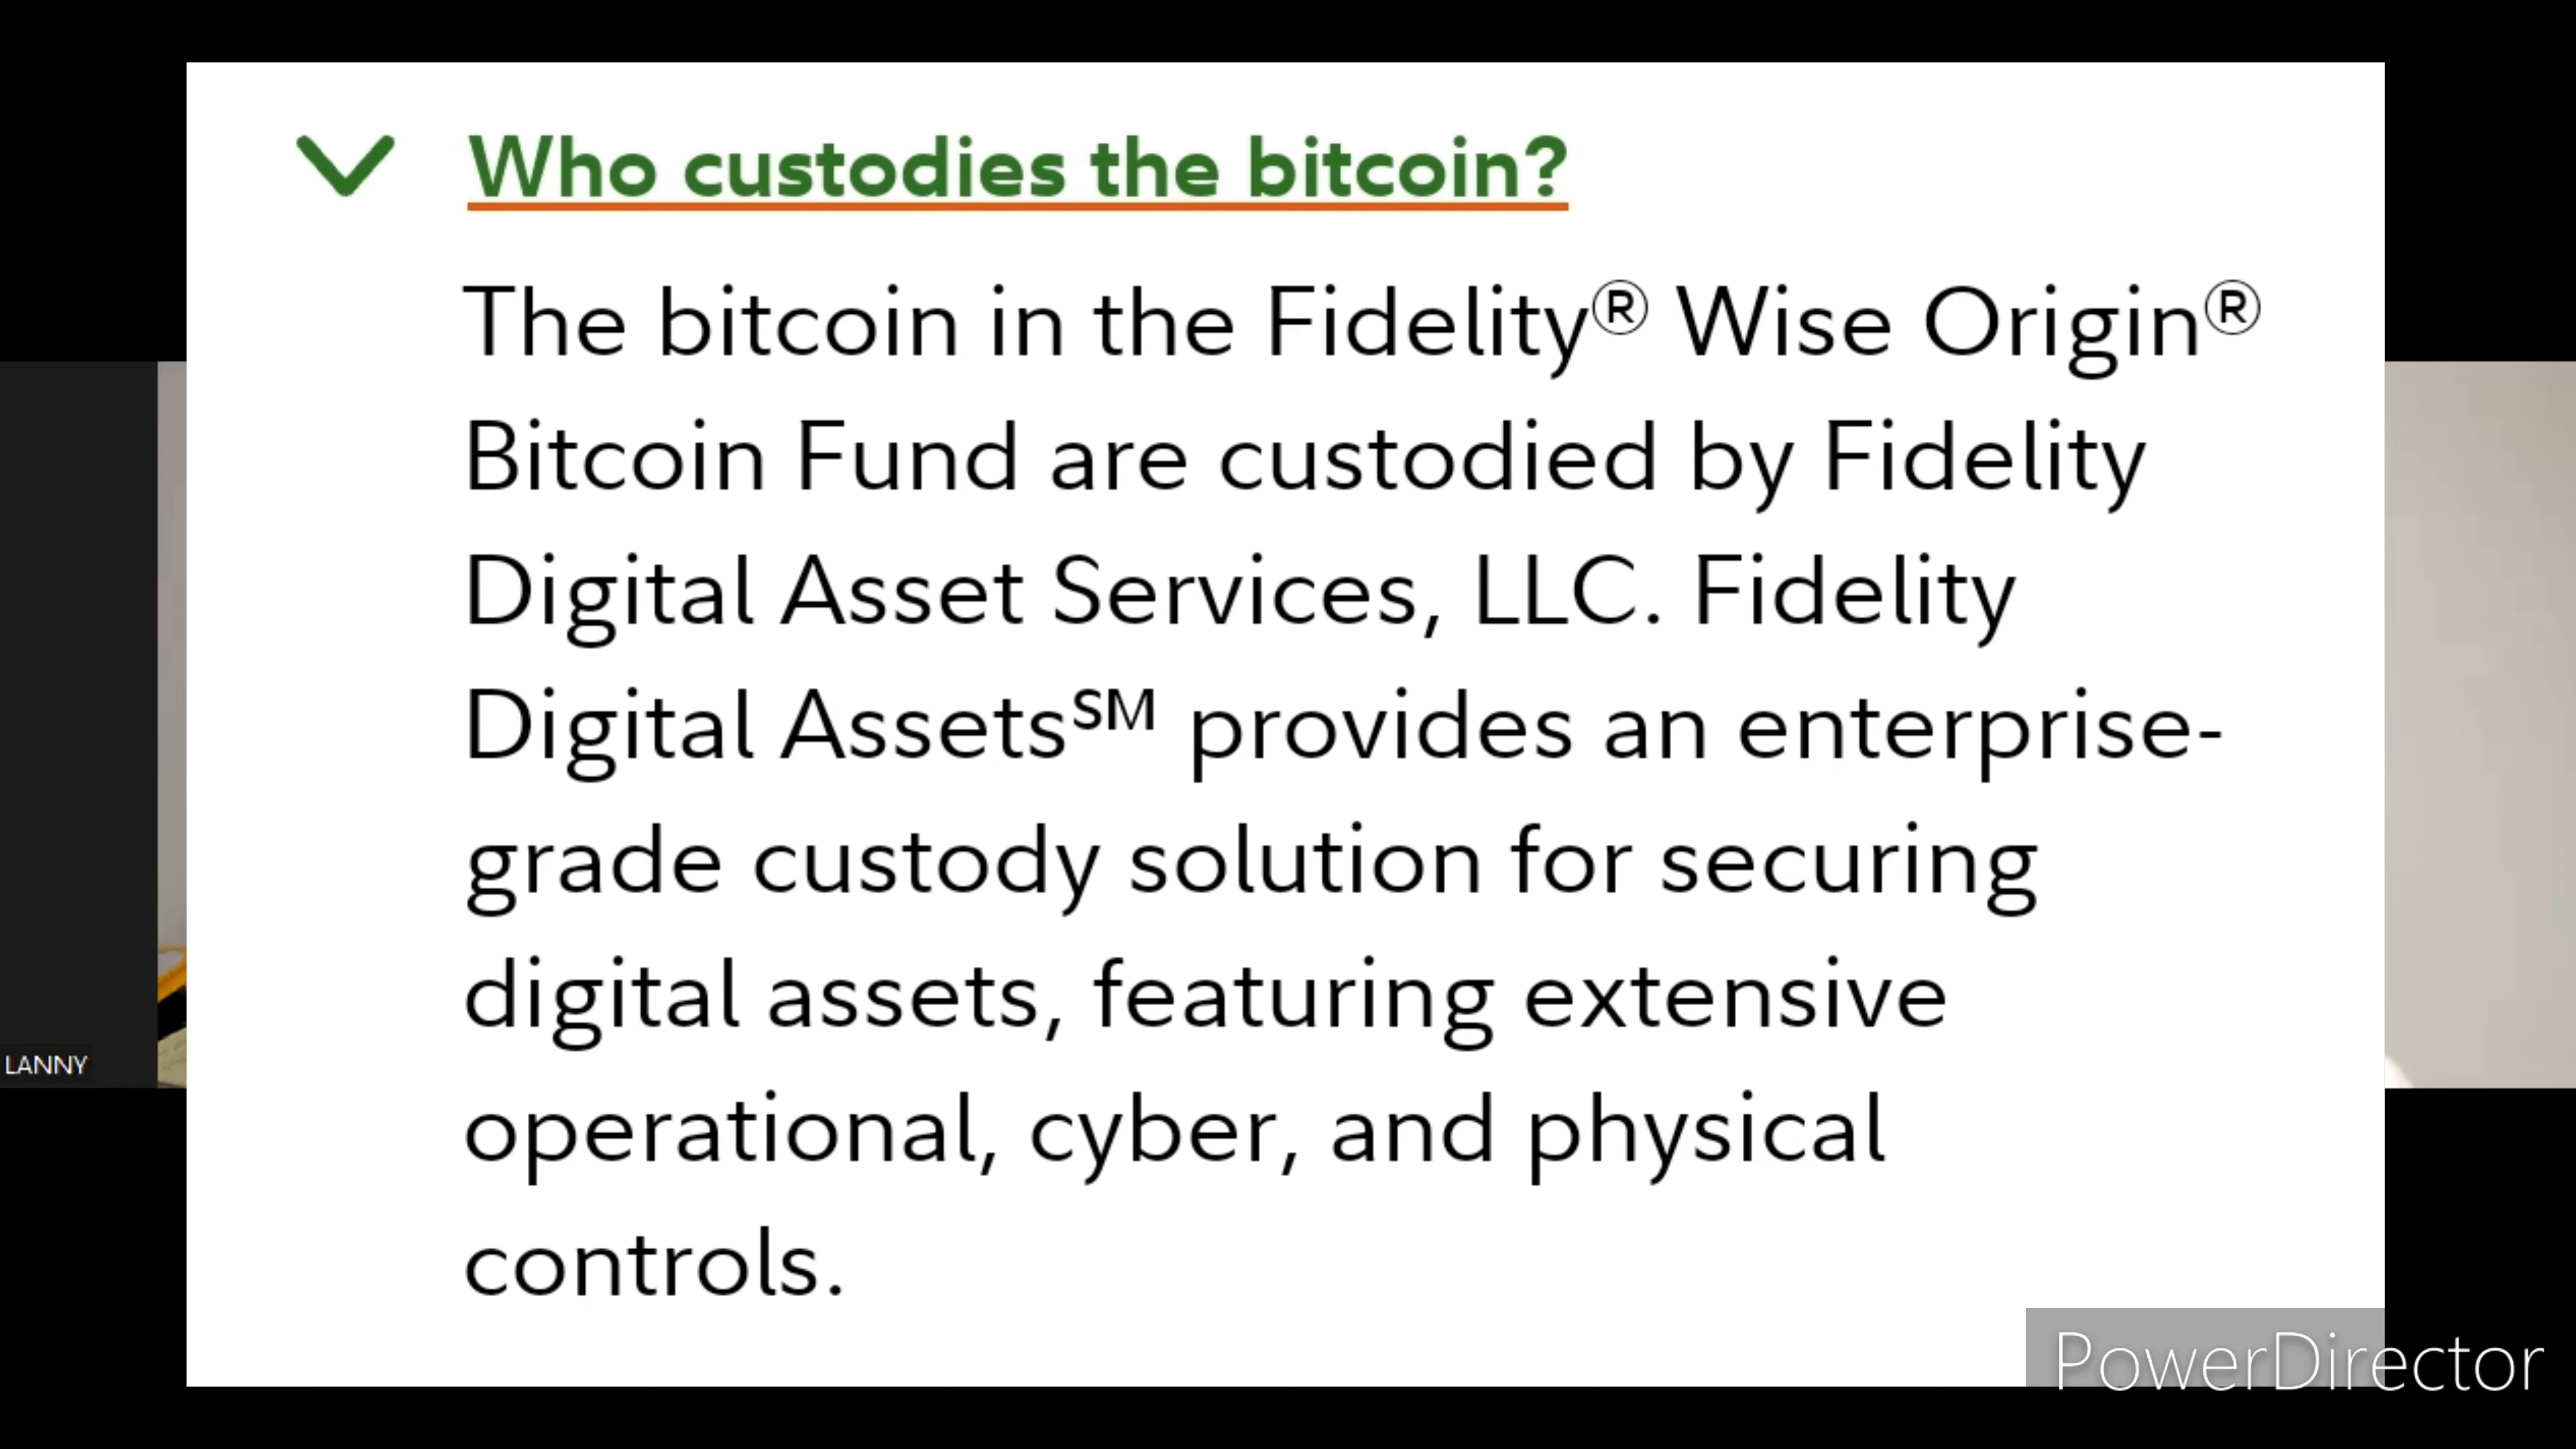 Who custodies the bitcoin?
The bitcoin in the Fidelity® Wise Origin®
Bitcoin Fund are custodied by Fidelity
Digital Asset Services, LLC. Fidelity
Digital Assets℠ provides an enterprise-
grade custody solution for securing
digital assets, featuring extensive
operational, cyber, and physical
controls.
LANNY
PowerDirector